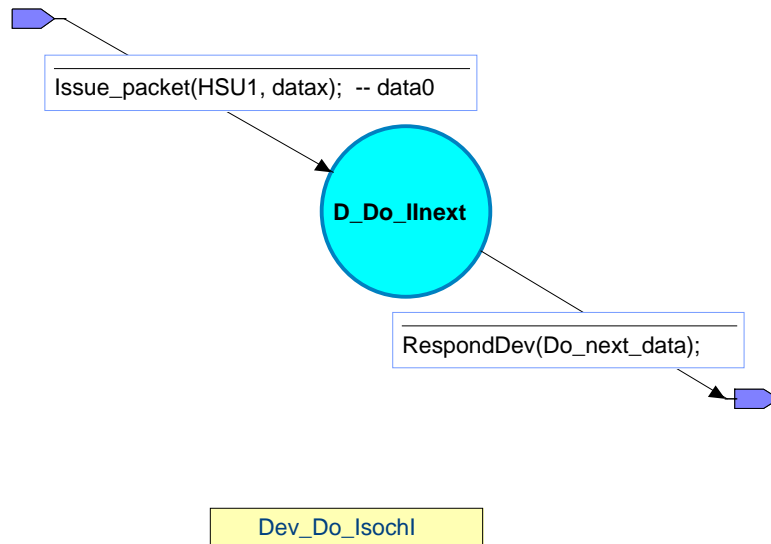 Issue_packet(HSU1, datax);  -- data0
D_Do_IInext
RespondDev(Do_next_data);
Dev_Do_IsochI